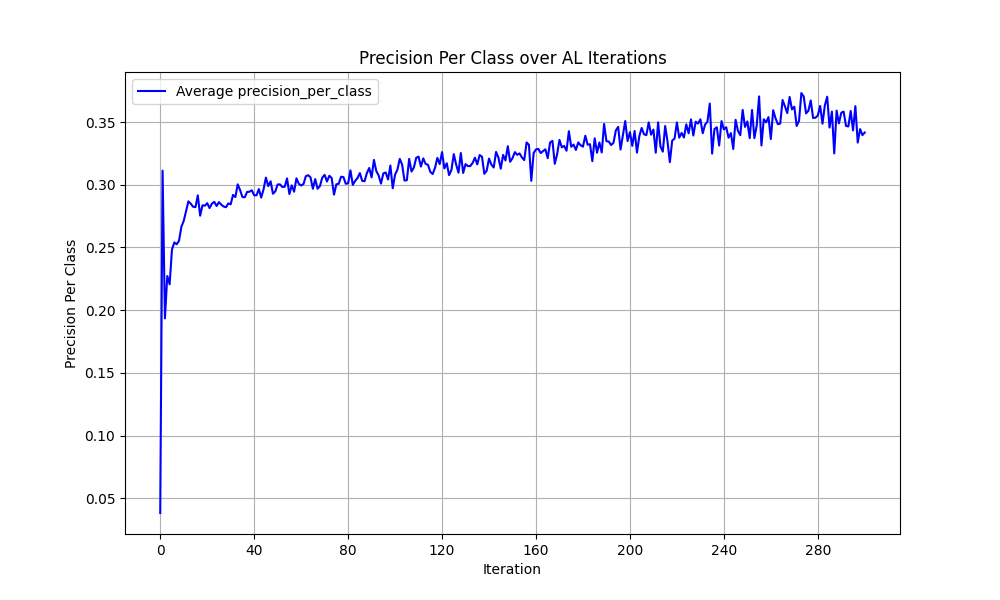 Precision Per Class over AL Iterations
Average precision_per_class
Precision Per Class
0.35
0.30
0.25
0.20
0.15
0.10
0.05
0 40 80 120 160 200 240 280
Iteration